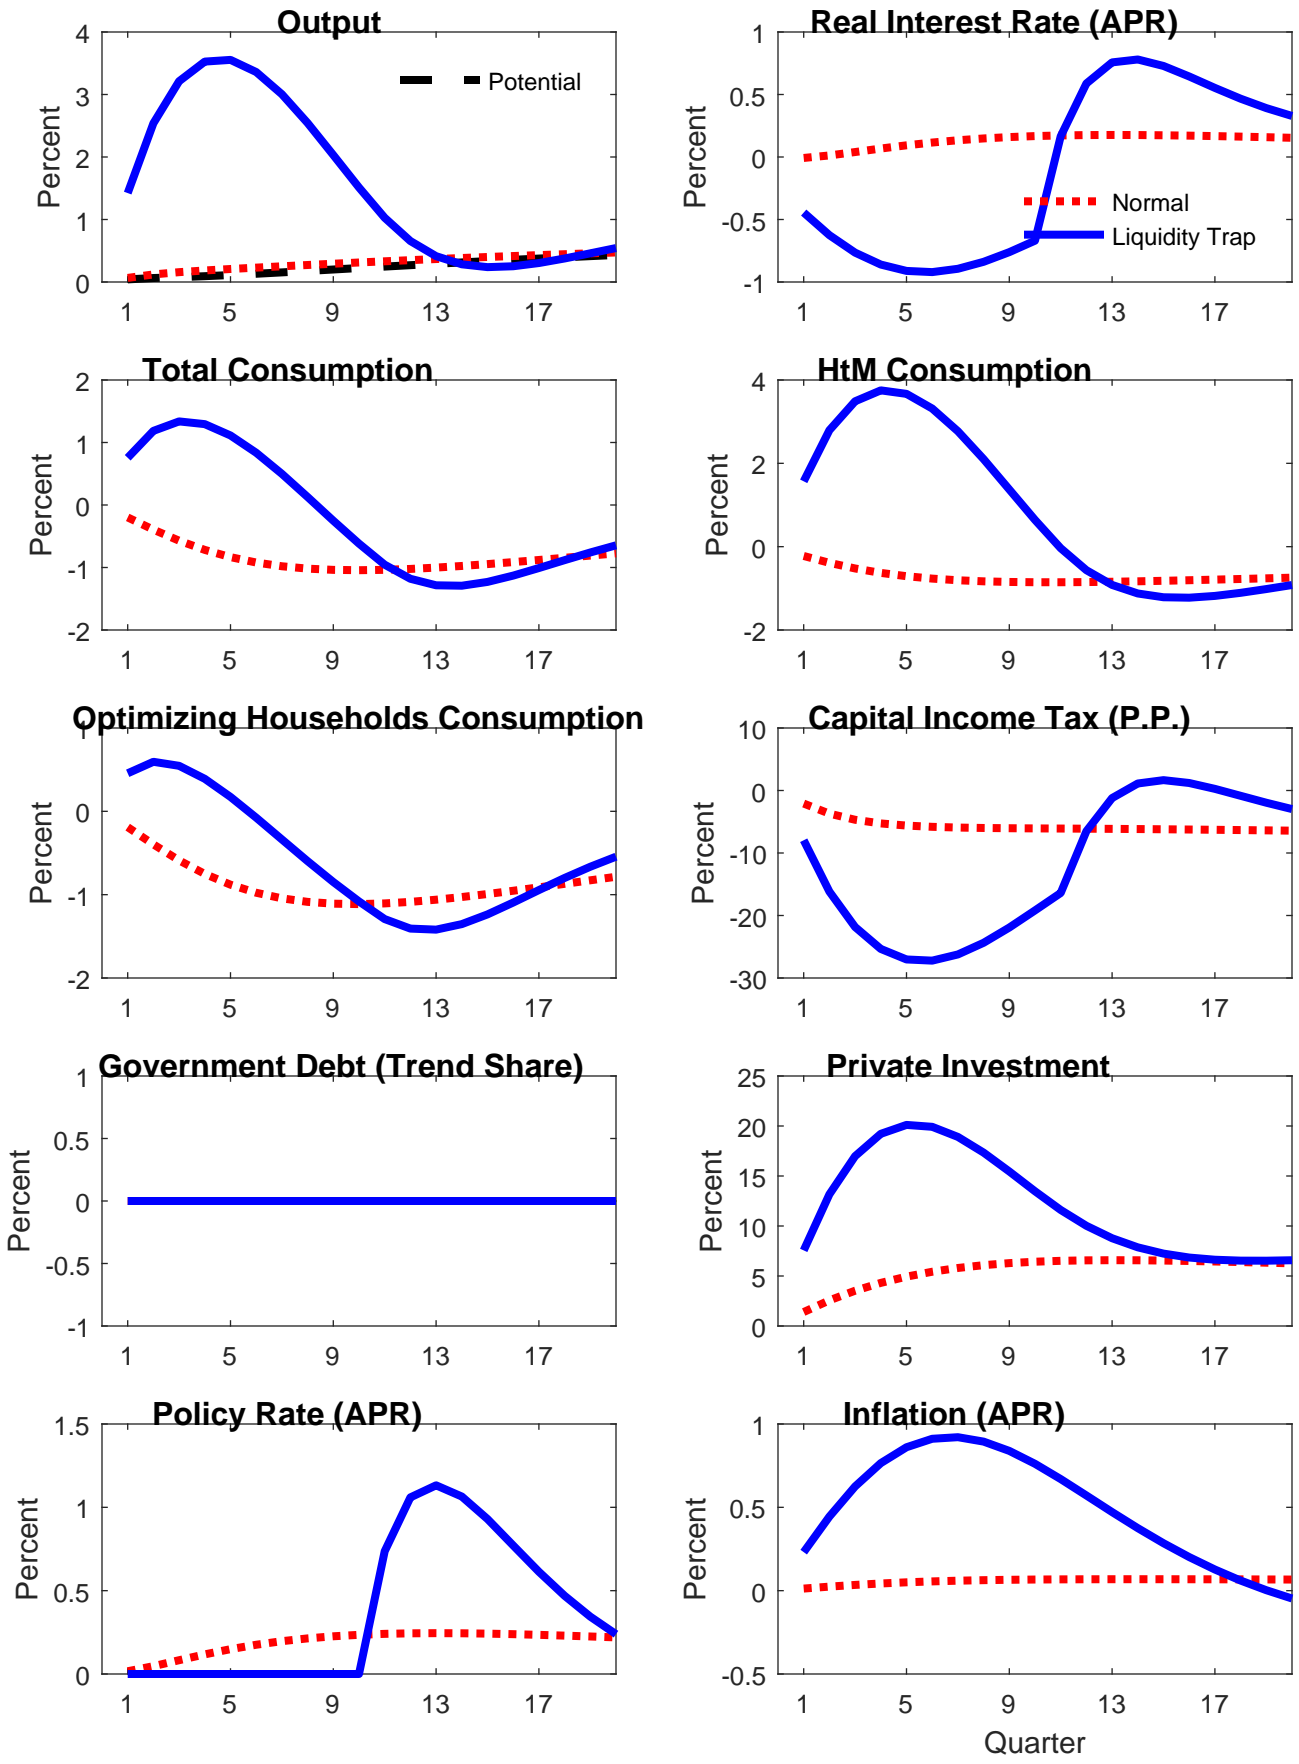 Output
Percent
4
3
2
1
0
Potential
1 5 9 13 17
Real Interest Rate (APR)
Percent
1
0.5
0
-0.5
-1
Normal
Liquidity Trap
1 5 9 13 17
Total Consumption
Percent
2
1
0
-1
-2
1 5 9 13 17
HtM Consumption
Percent
4
2
0
-2
1 5 9 13 17
Optimizing Households Consumption
Percent
0
-1
-2
1 5 9 13 17
Capital Income Tax (P.P.)
Percent
10
0
-10
-20
-30
1 5 9 13 17
Government Debt (Trend Share)
Percent
1
0.5
0
-0.5
-1
1 5 9 13 17
Private Investment
Percent
25
20
15
10
5
0
1 5 9 13 17
Policy Rate (APR)
Percent
1.5
1
0.5
0
1 5 9 13 17
Inflation (APR)
Percent
1
0.5
0
-0.5
1 5 9 13 17
Quarter